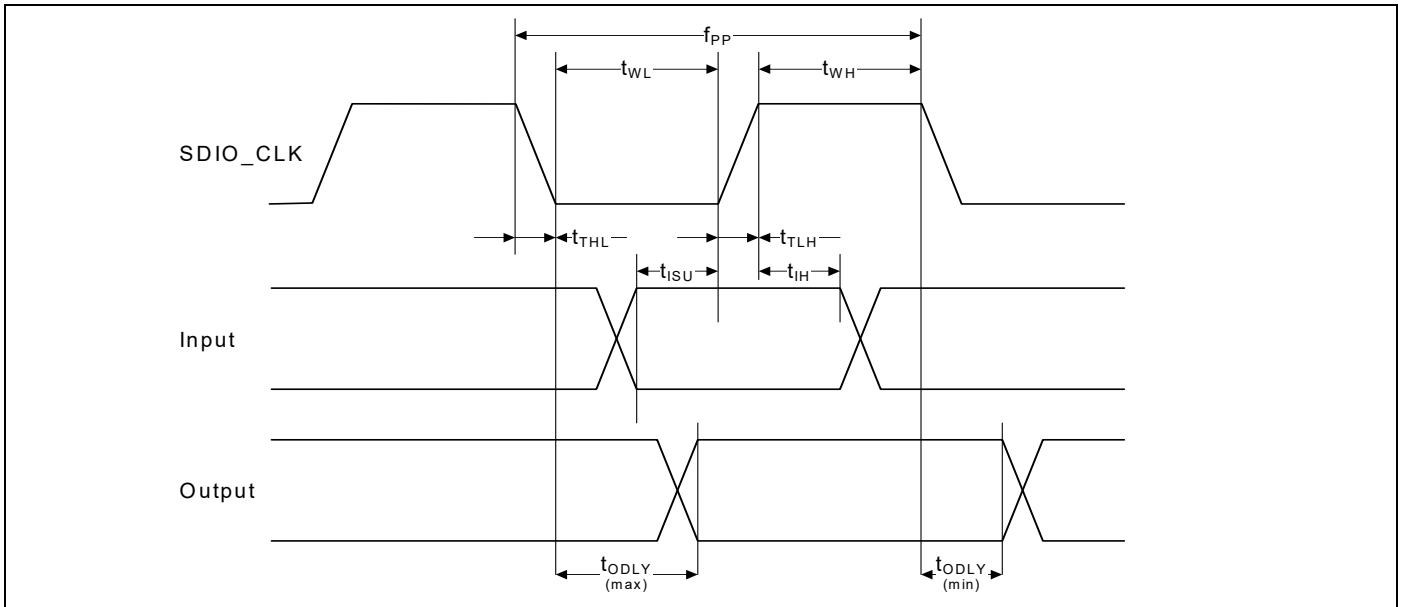 fPP
tWL
tWH
SDIO_CLK
tTHL
tTLH
tISU
tIH
Input
Output
tODLY
(max)
tODLY
(min)